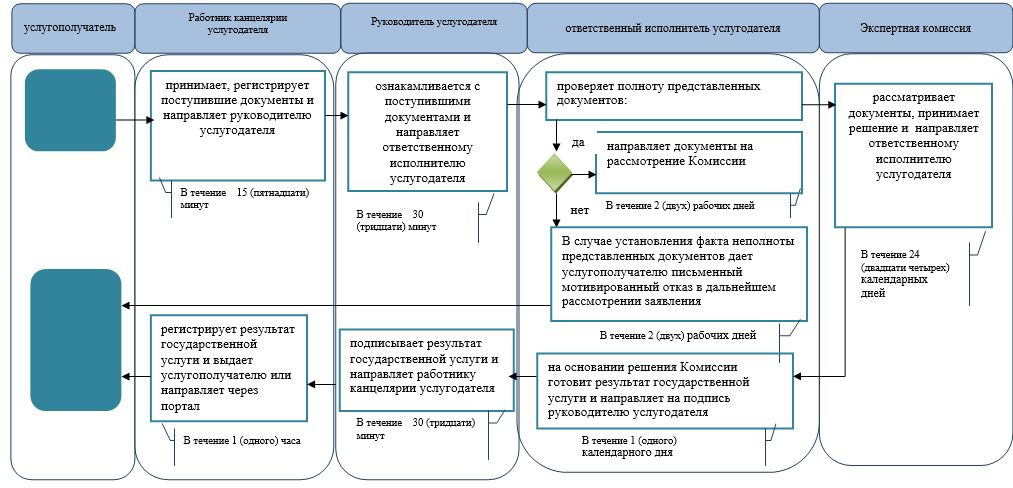 услугополучатель
Работник канцелярии
услугодателя
Руководитель услугодателя
ответственный исполнитель услугодателя
Экспертная комиссия
принимает, регистрирует
поступившие документы и
направляет руководителю
услугодателя
В течение 15 (пятнадцати)
минут
ознакамливается с
поступившими
документами и
направляет
ответственному
исполнителю
услугодателя
В течение 30
(тридцати) минут
проверяет полноту представленных
документов:
да
направляет документы на
рассмотрение Комиссии
В течение 2 (двух) рабочих дней
нет
В случае установления факта неполноты
представленных документов дает
услугополучателю письменный
мотивированный отказ в дальнейшем
рассмотрении заявления
В течение 2 (двух) рабочих дней
рассматривает
документы, принимает
решение и направляет
ответственному
исполнителю
услугодателя
В течение 24
(двадцати четырех)
календарных
дней
на основании решения Комиссии
готовит результат государственной
услуги и направляет на подпись
руководителю услугодателя
В течение 1 (одного)
календарного дня
подписывает результат
государственной услуги и
направляет работнику
канцелярии услугодателя
В течение 30 (тридцати)
минут
регистрирует результат
государственной
услуги и выдает
услугополучателю или
направляет через
портал
В течение 1 (одного) часа